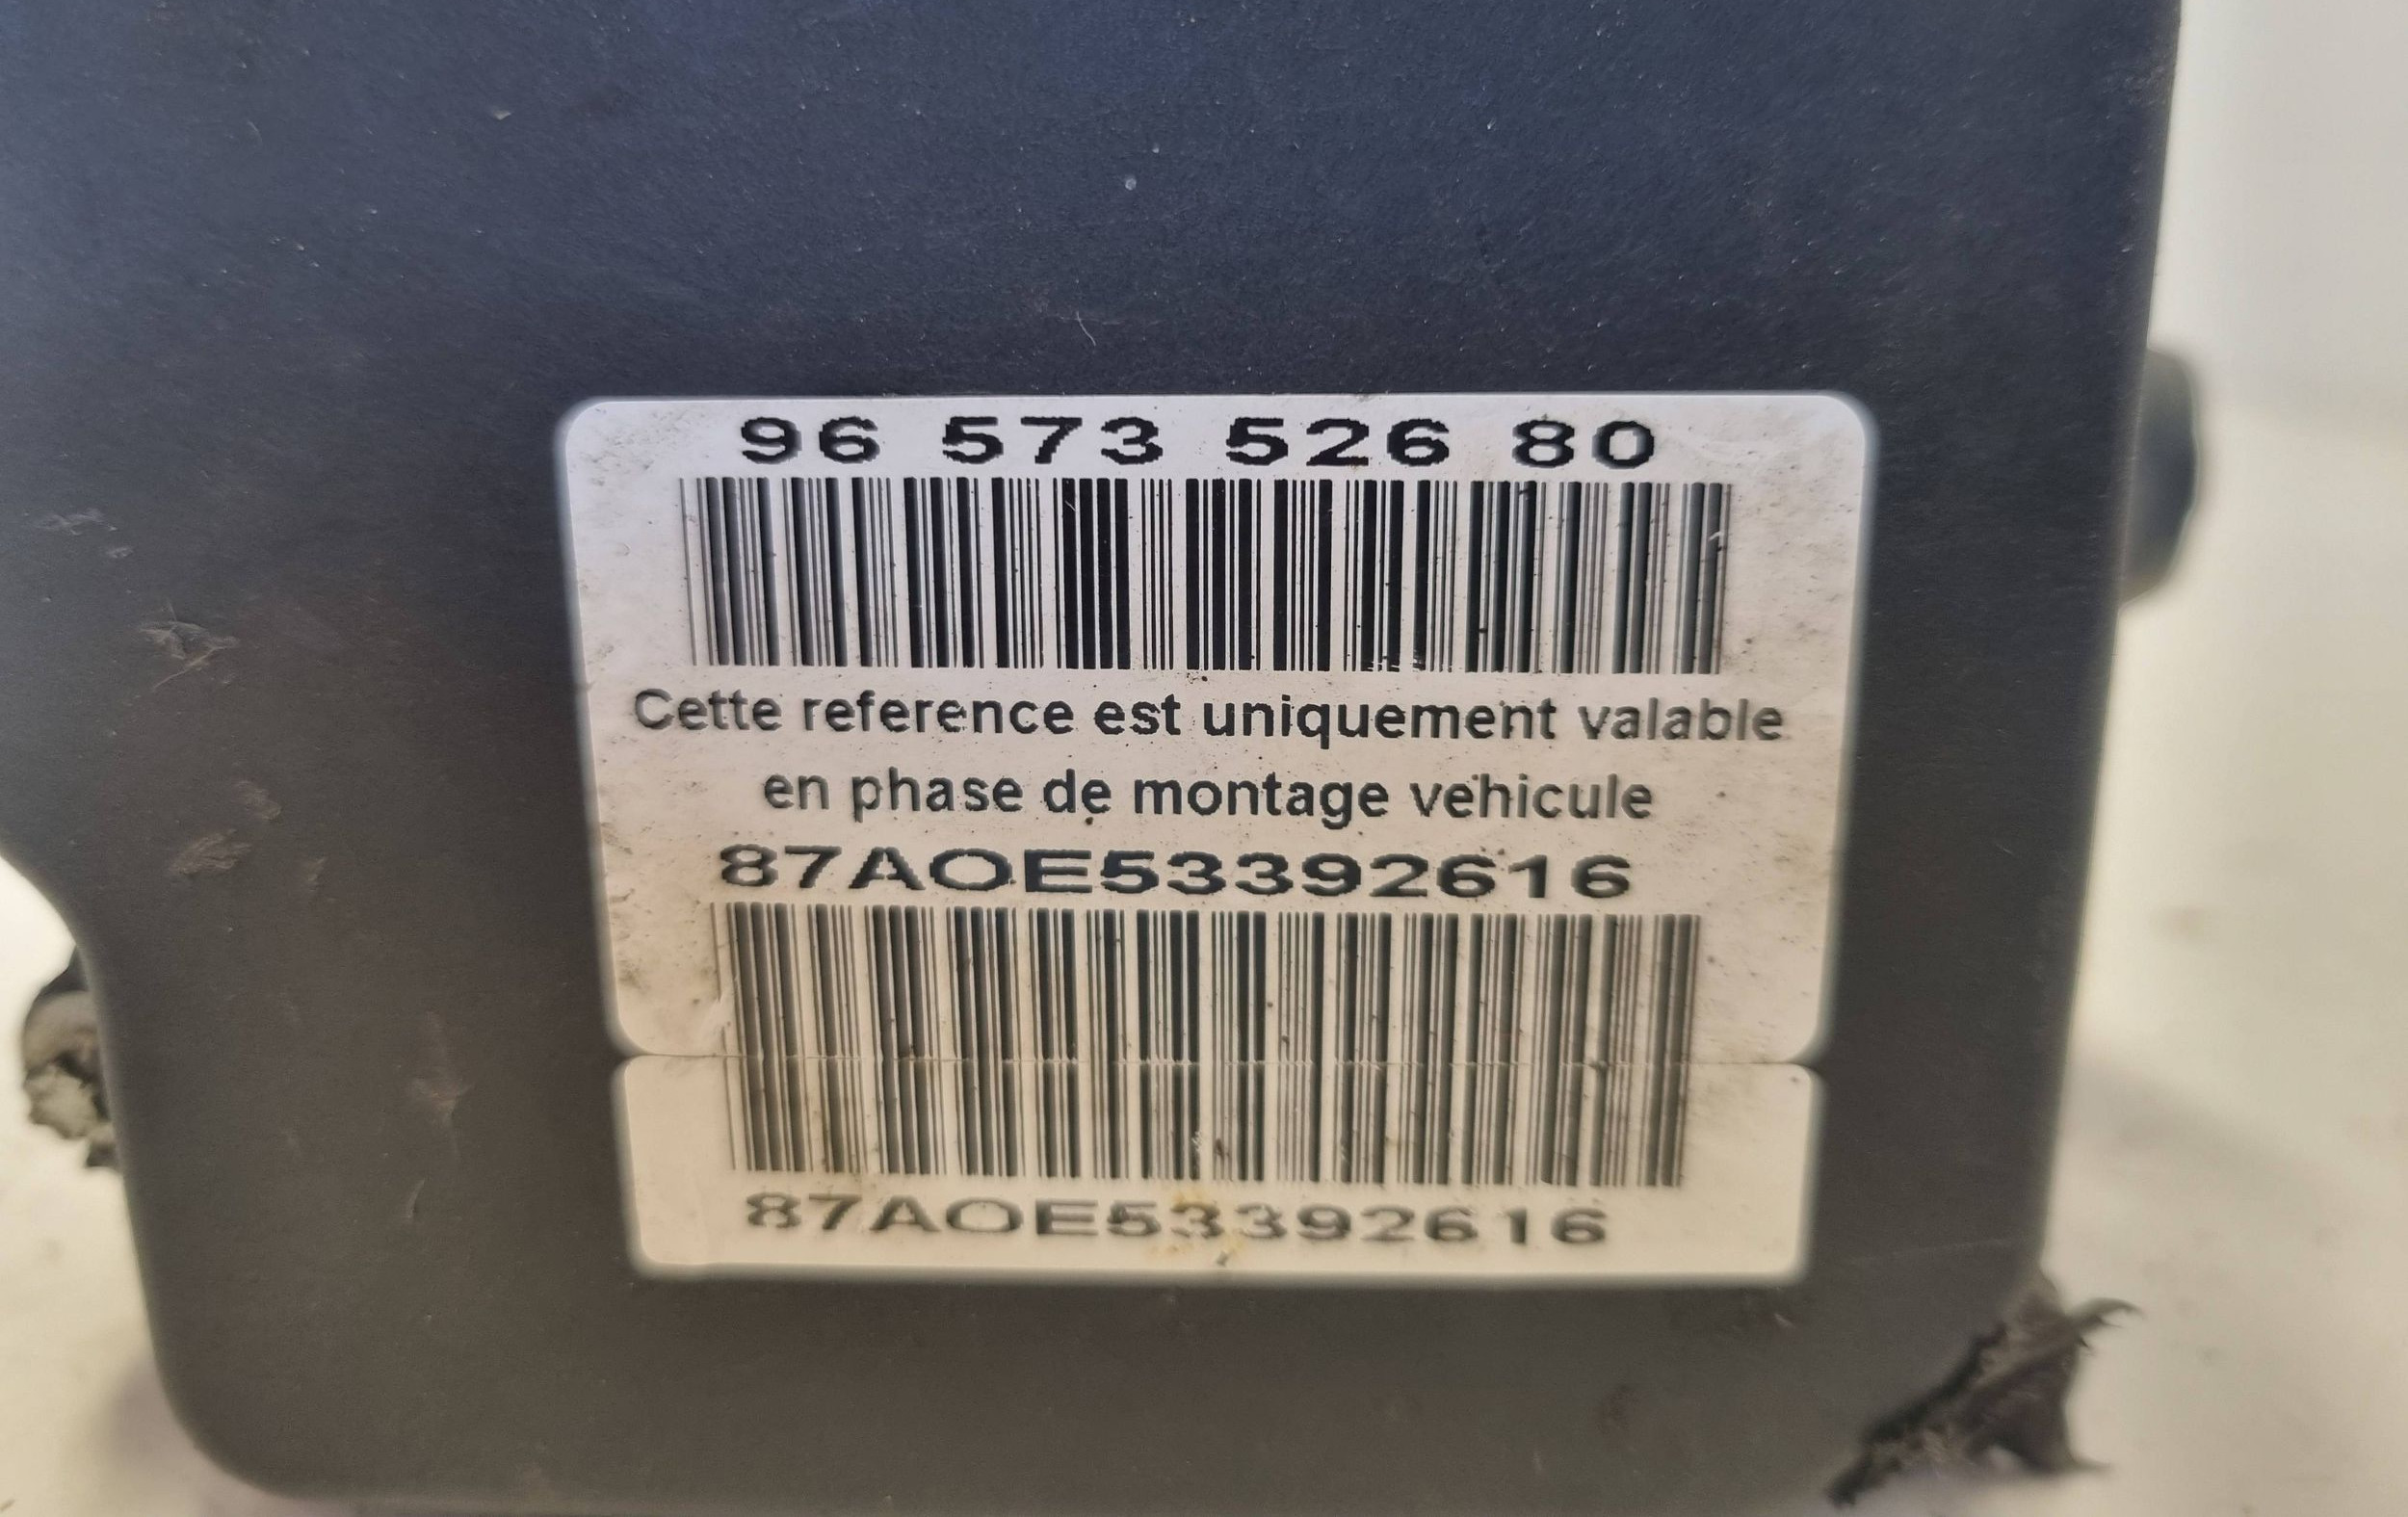 96 573 526 80
Cette reference est uniquement valable
en phase de montage vehicule
87AOE53392616
87AOE53392616